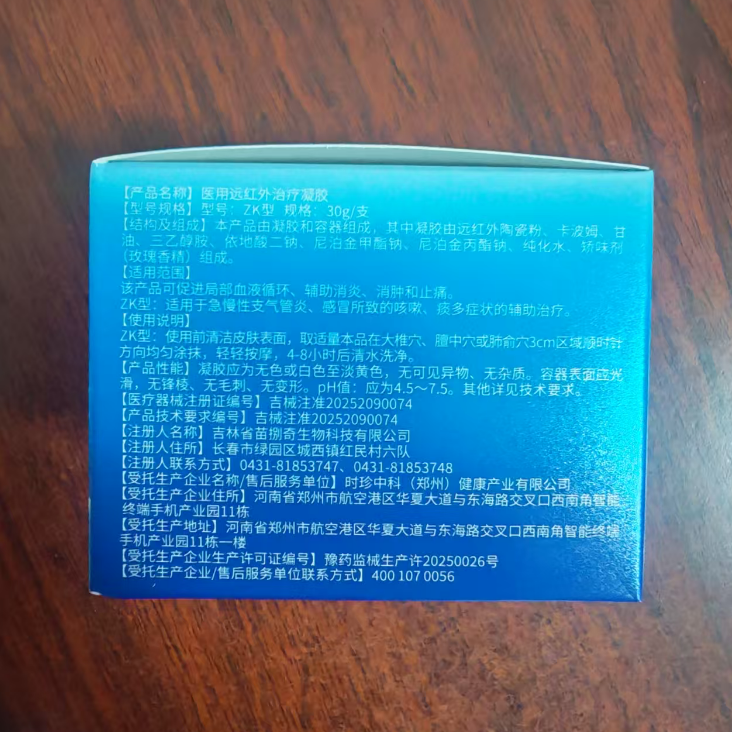 【产品名称】医用远红外治疗凝胶
【型号规格】型号：ZK型 规格：30g/支
【结构及组成】本产品由凝胶和容器组成，其中凝胶由远红外陶瓷粉、卡波姆、甘
油、三乙醇胺、依地酸二钠、尼泊金甲酯钠、尼泊金丙酯钠、纯化水、矫味剂
（玫瑰香精）组成。
【适用范围】
该产品可促进局部血液循环、辅助消炎、消肿和止痛。
ZK型：适用于急慢性支气管炎、感冒所致的咳嗽、痰多症状的辅助治疗。
【使用说明】
ZK型：使用前清洁皮肤表面，取适量本品在大椎穴、膻中穴或肺俞穴3cm区域顺时针
方向均匀涂抹，轻轻按摩，4-8小时后清水洗净。
【产品性能】凝胶应为无色或白色至淡黄色，无可见异物、无杂质。容器表面应光
滑，无锋棱、无毛刺、无变形。pH值：应为4.5～7.5。其他详见技术要求。
【医疗器械注册证编号】吉械注准20252090074
【产品技术要求编号】吉械注准20252090074
【注册人名称】吉林省苗捌奇生物科技有限公司
【注册人住所】长春市绿园区城西镇红民村六队
【注册人联系方式】0431-81853747、0431-81853748
【受托生产企业名称/售后服务单位】时珍中科（郑州）健康产业有限公司
【受托生产企业住所】河南省郑州市航空港区华夏大道与东海路交叉口西南角智能
终端手机产业园11栋
【受托生产地址】河南省郑州市航空港区华夏大道与东海路交叉口西南角智能终端
手机产业园11栋一楼
【受托生产企业生产许可证编号】豫药监械生产许20250026号
【受托生产企业/售后服务单位联系方式】400 107 0056